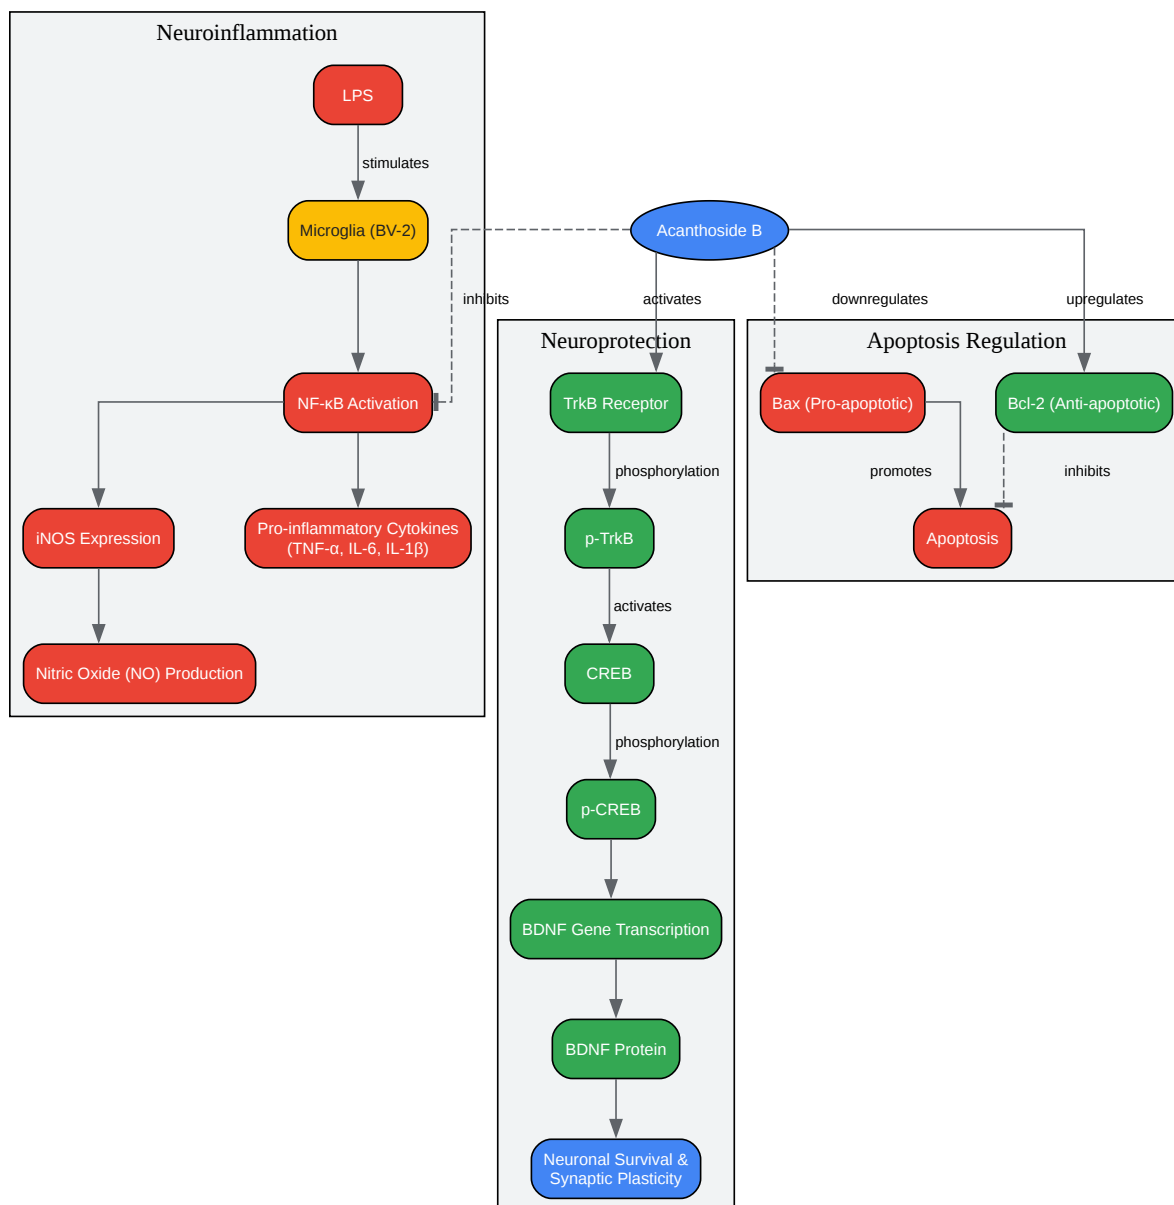 Neuroinflammation
LPS
stimulates
Microglia (BV-2)
Acanthoside B
inhibits
activates
downregulates
upregulates
Neuroprotection
Apoptosis Regulation
NF-κB Activation
TrkB Receptor
Bax (Pro-apoptotic)
Bcl-2 (Anti-apoptotic)
phosphorylation
promotes
inhibits
iNOS Expression
Pro-inflammatory Cytokines
(TNF-α, IL-6, IL-1β)
p-TrkB
Apoptosis
activates
Nitric Oxide (NO) Production
CREB
phosphorylation
p-CREB
BDNF Gene Transcription
BDNF Protein
Neuronal Survival &
Synaptic Plasticity